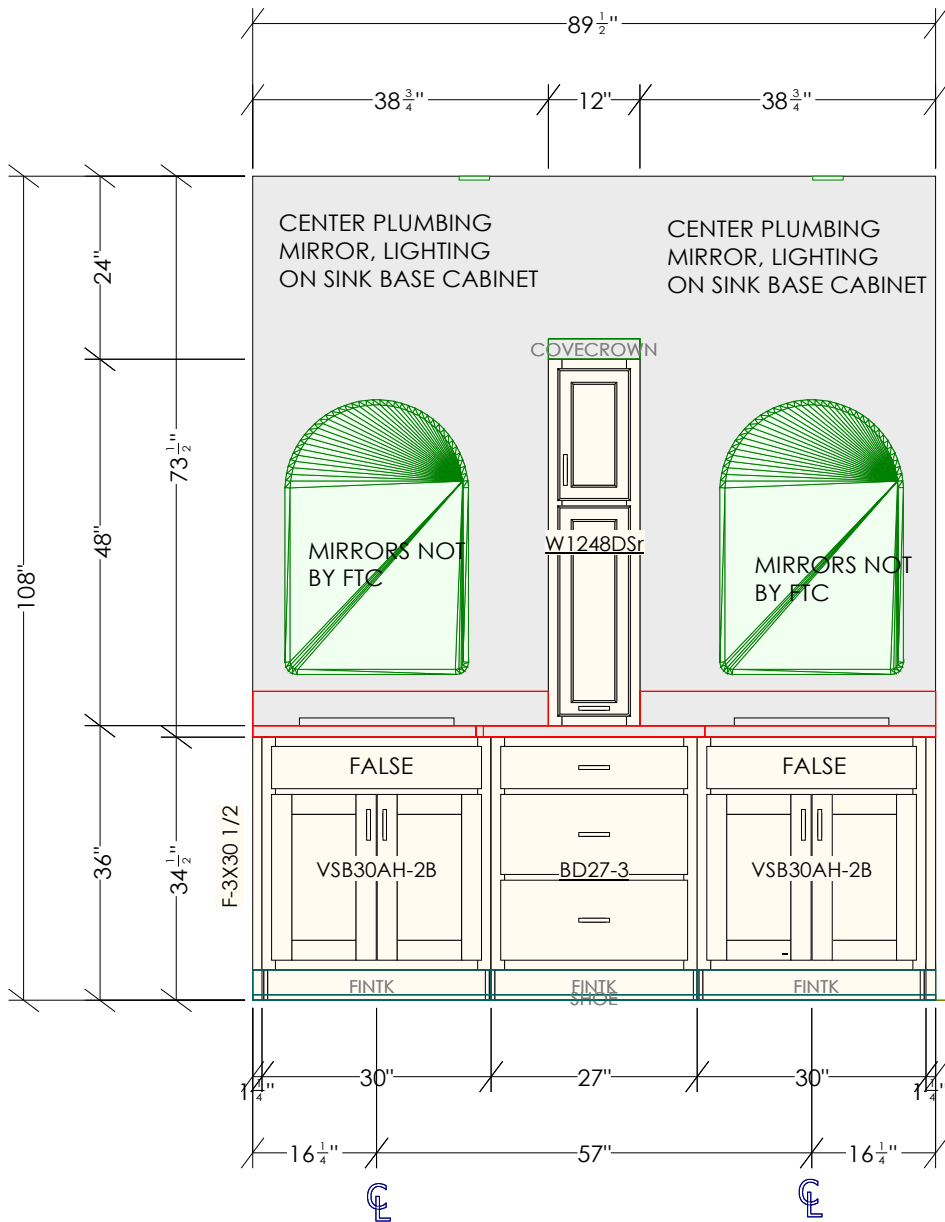 89 1/2"
38 3/4"
12"
38 3/4"
CENTER PLUMBING
MIRROR, LIGHTING
ON SINK BASE CABINET
CENTER PLUMBING
MIRROR, LIGHTING
ON SINK BASE CABINET
24"
COVECROWN
73 1/2"
48"
108"
W1248DSr
MIRRORS NOT
BY FTC
MIRRORS NOT
BY FTC
FALSE
FALSE
F-3X30 1/2
36"
34 1/2"
VSB30AH-2B
BD27-3
VSB30AH-2B
FINTK
FINTK
FINTK
SHOE
1 1/4"
30"
27"
30"
1 1/4"
16 1/4"
57"
16 1/4"
CL
CL